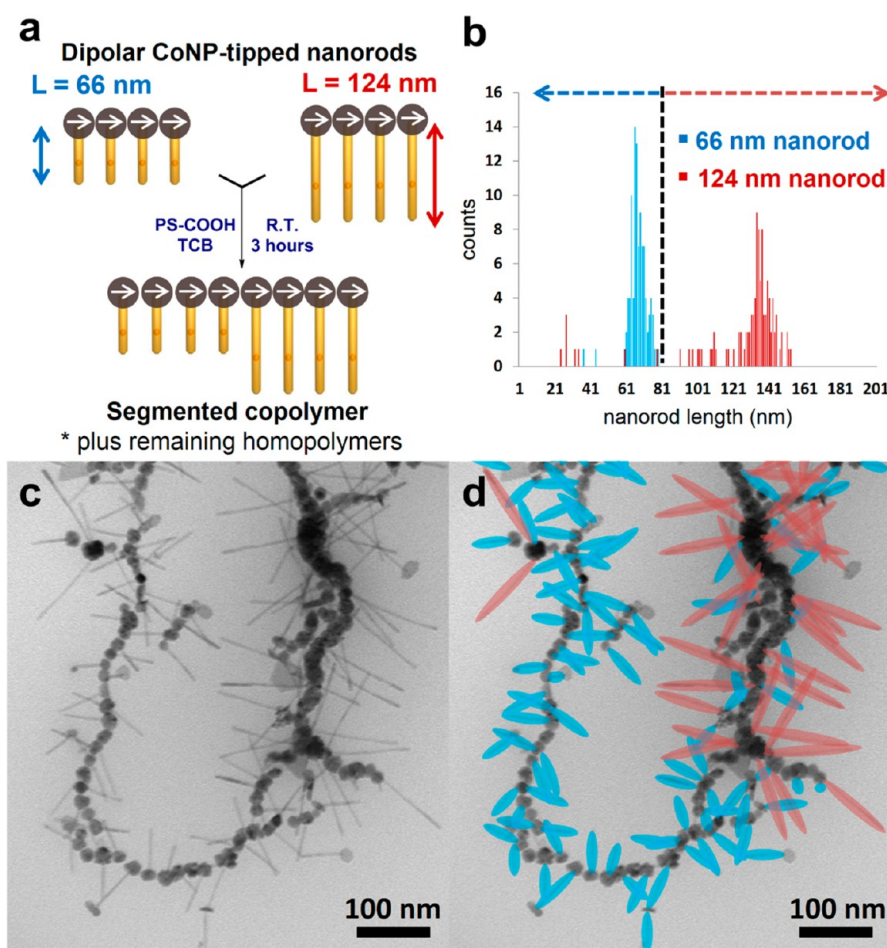 a
Dipolar CoNP-tipped nanorods
L = 66 nm
L = 124 nm
PS-COOH
TCB
R.T.
3 hours
Segmented copolymer
* plus remaining homopolymers
b
16
14
12
10
8
6
4
2
0
counts
66 nm nanorod
124 nm nanorod
1 21 41 61 81 101 121 141 161 181 201
nanorod length (nm)
c
100 nm
d
100 nm